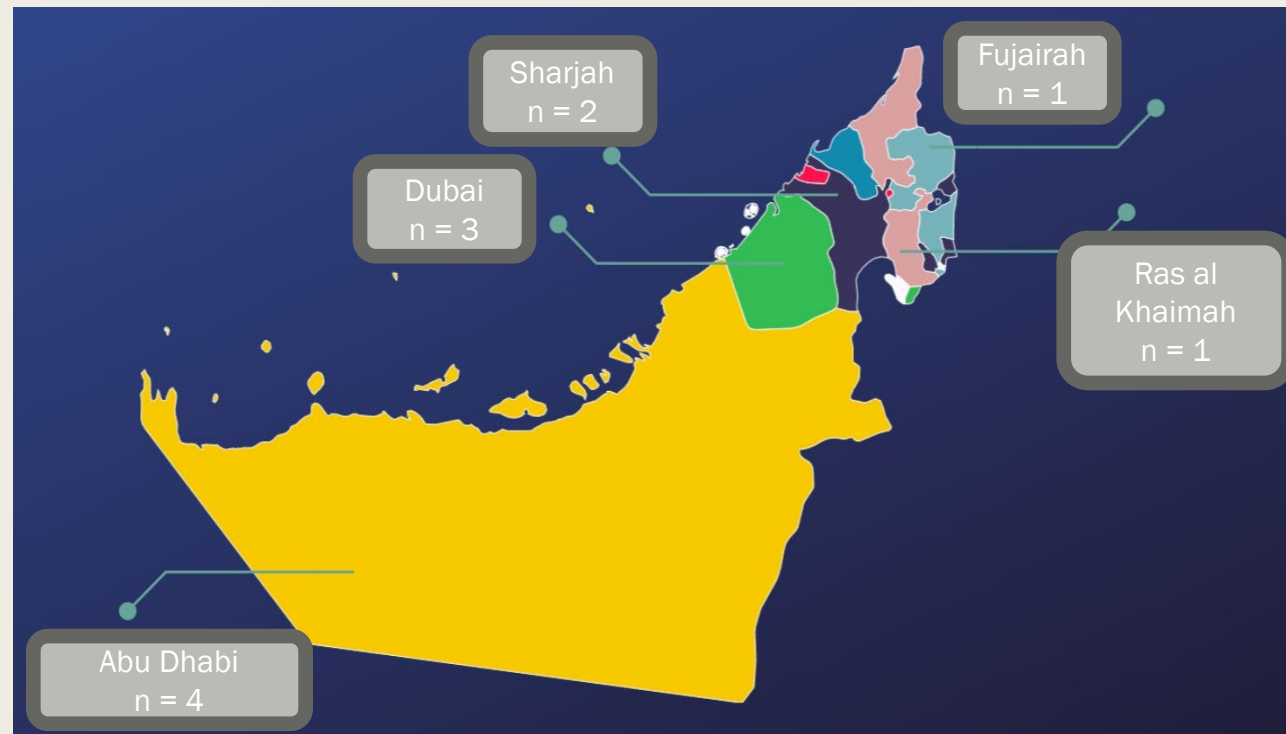 Sharjah
n = 2
Fujairah
n = 1
Dubai
n = 3
Ras al
Khaimah
n = 1
Abu Dhabi
n = 4